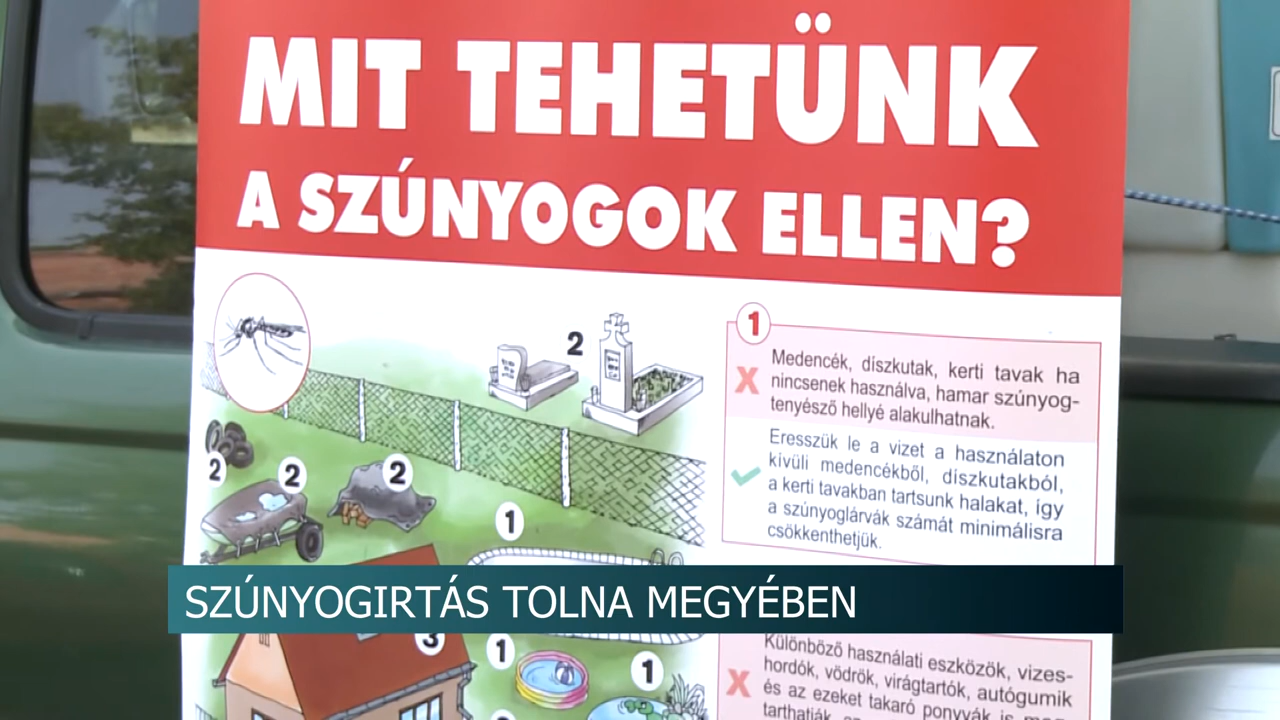 MIT TEHETÜNK
A SZÚNYOGOK ELLEN?
1
2
Medencék, díszkutak, kerti tavak ha
nincsenek használva, hamar szúnyog-
tenyésző hellyé alakulhatnak.
Eresszük le a vizet a használaton
kívüli medencékből, díszkutakból,
a kerti tavakban tartsunk halakat, így
a szúnyoglárvák számát minimálisra
csökkenthetjük.
2
2
2
1
SZÚNYOGIRTÁS TOLNA MEGYÉBEN
3
1
1
Különböző használati eszközök, vizes-
hordók, vödrök, virágtartók, autógumik
és az ezeket takaró ponyvák is